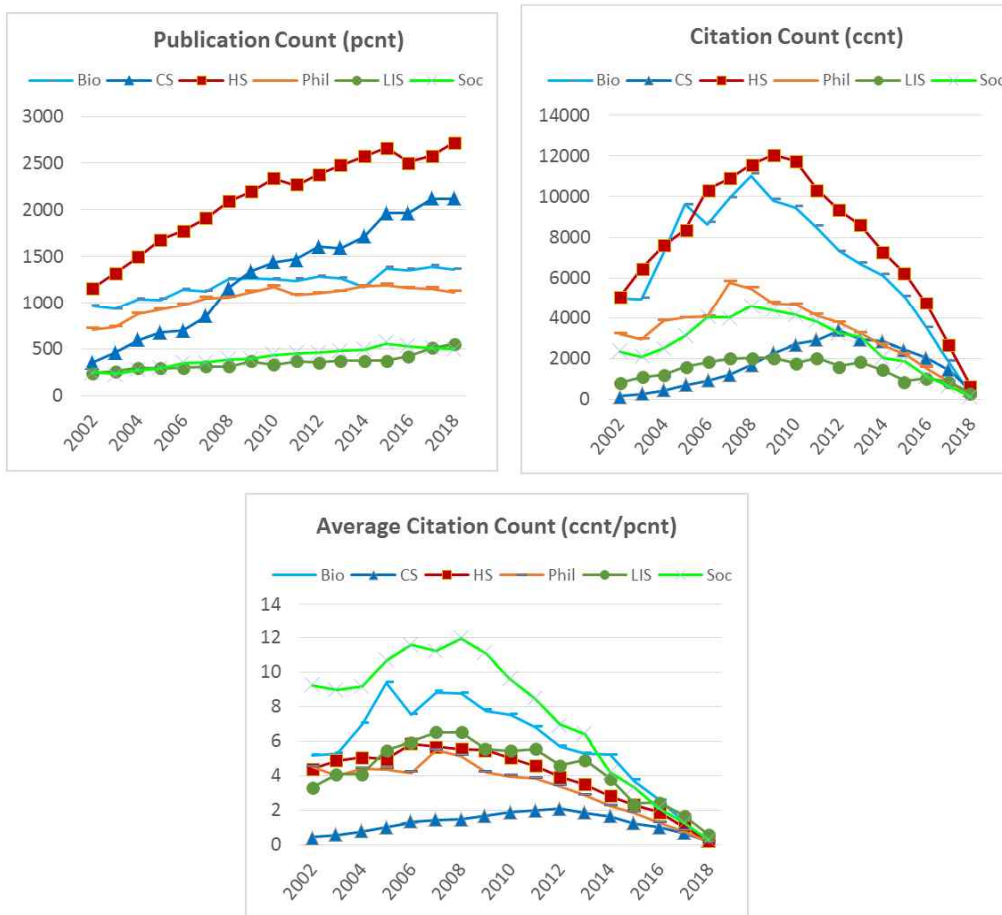 Publication Count (pcnt)
Bio CS HS Phil LIS Soc
3000
2500
2000
1500
1000
500
0
2002 2004 2006 2008 2010 2012 2014 2016 2018
Citation Count (ccnt)
Bio CS HS Phil LIS Soc
14000
12000
10000
8000
6000
4000
2000
0
2002 2004 2006 2008 2010 2012 2014 2016 2018
Average Citation Count (ccnt/pcnt)
Bio CS HS Phil LIS Soc
14
12
10
8
6
4
2
0
2002 2004 2006 2008 2010 2012 2014 2016 2018